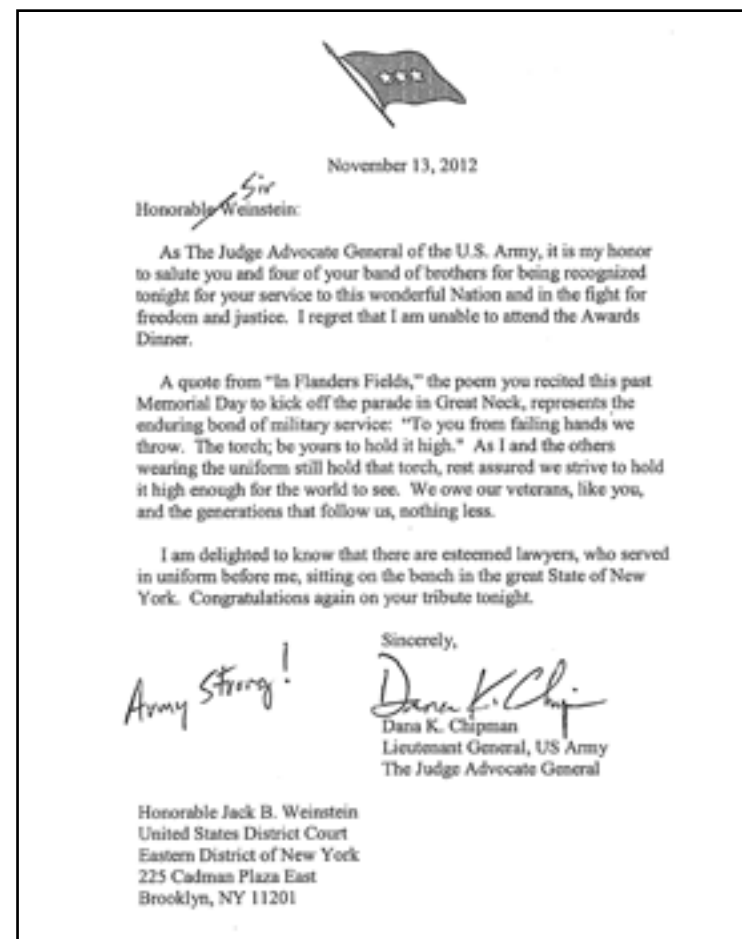 November 13, 2012
Sir
Honorable Weinstein:
As The Judge Advocate General of the U.S. Army, it is my honor
to salute you and four of your band of brothers for being recognized
tonight for your service to this wonderful Nation and in the fight for
freedom and justice. I regret that I am unable to attend the Awards
Dinner.
A quote from "In Flanders Fields," the poem you recited this past
Memorial Day to kick off the parade in Great Neck, represents the
enduring bond of military service: "To you from failing hands we
throw. The torch; be yours to hold it high." As I and the others
wearing the uniform still hold that torch, rest assured we strive to hold
it high enough for the world to see. We owe our veterans, like you,
and the generations that follow us, nothing less.
I am delighted to know that there are esteemed lawyers, who served
in uniform before me, sitting on the bench in the great State of New
York. Congratulations again on your tribute tonight.
Sincerely,
Army Strong!
Dana K. Chipman
Dana K. Chipman
Lieutenant General, US Army
The Judge Advocate General
Honorable Jack B. Weinstein
United States District Court
Eastern District of New York
225 Cadman Plaza East
Brooklyn, NY 11201